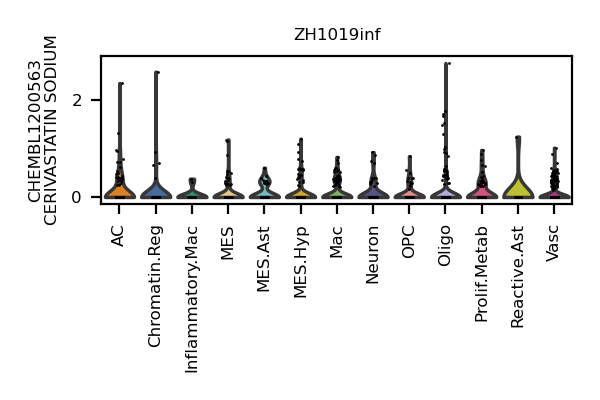 ZH1019inf
CHEMBL1200563
CERIVASTATIN SODIUM
2
0
AC
Chromatin.Reg
Inflammatory.Mac
MES
MES.Ast
MES.Hyp
Mac
Neuron
OPC
Oligo
Prolif.Metab
Reactive.Ast
Vasc